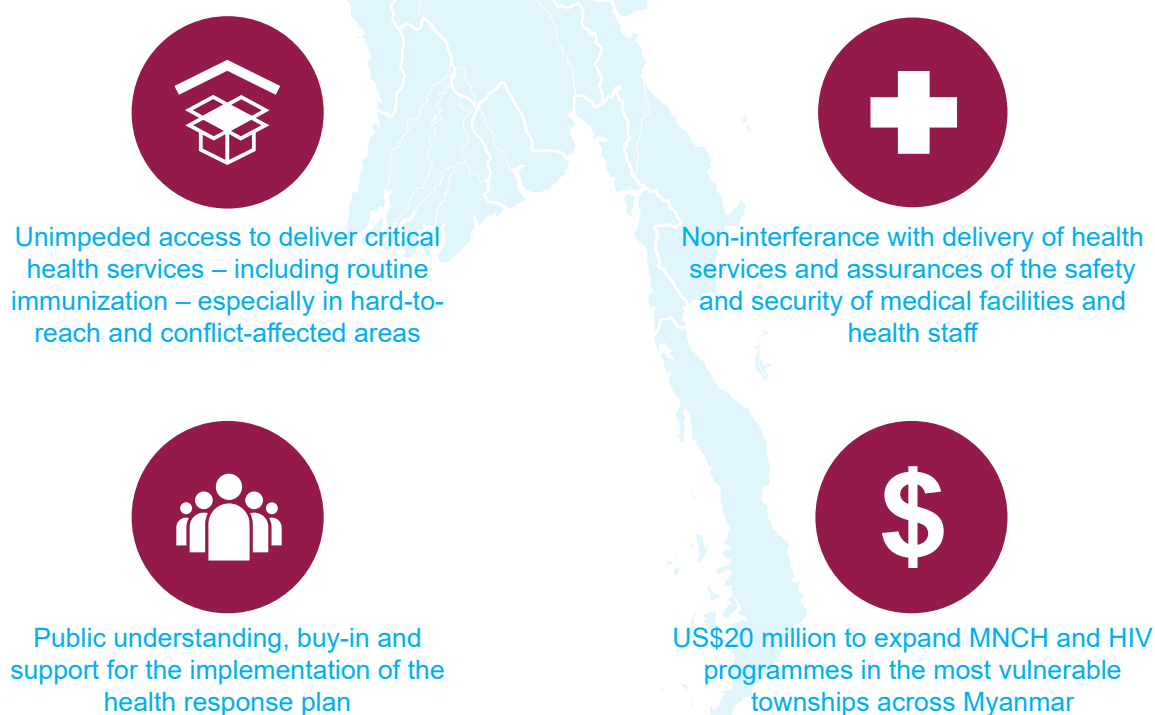 Unimpeded access to deliver critical
health services – including routine
immunization – especially in hard-to-
reach and conflict-affected areas
Non-interferance with delivery of health
services and assurances of the safety
and security of medical facilities and
health staff
$
Public understanding, buy-in and
support for the implementation of the
health response plan
US$20 million to expand MNCH and HIV
programmes in the most vulnerable
townships across Myanmar